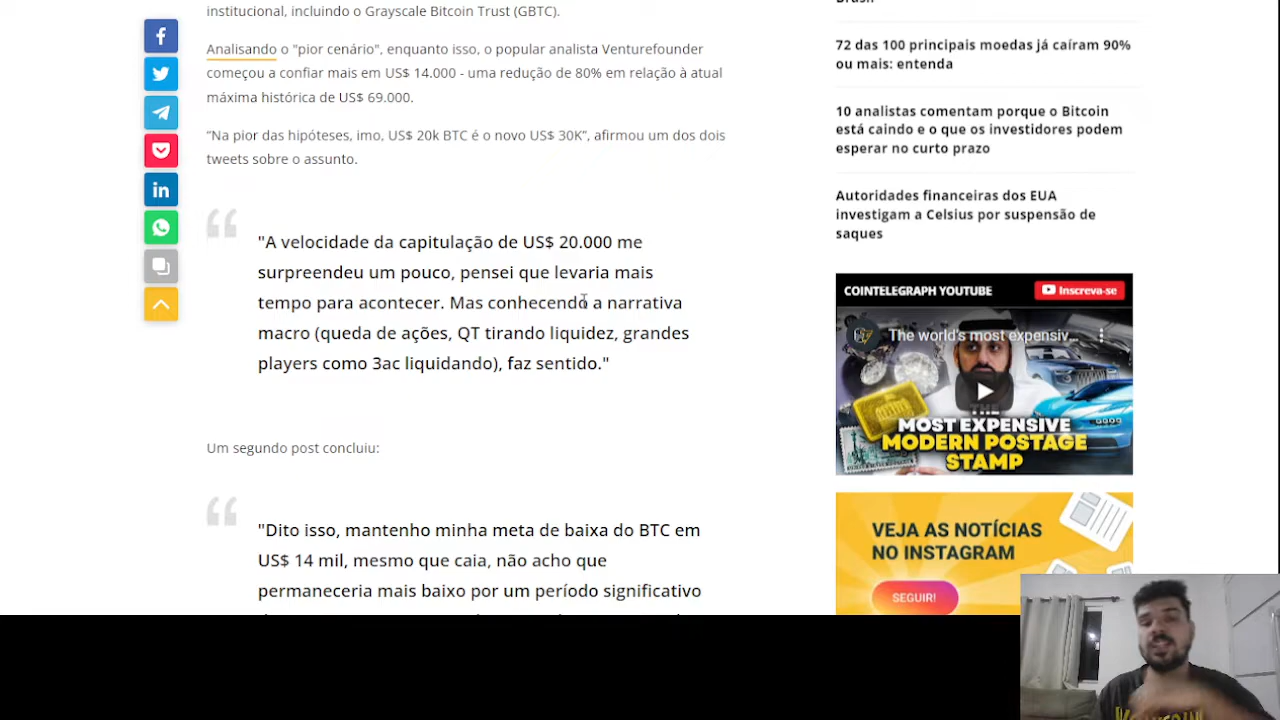 institucional, incluindo o Grayscale Bitcoin Trust (GBTC).
Analisando o "pior cenário", enquanto isso, o popular analista Venturefounder
começou a confiar mais em US$ 14.000 - uma redução de 80% em relação à atual
máxima histórica de US$ 69.000.
“Na pior das hipóteses, imo, US$ 20k BTC é o novo US$ 30K”, afirmou um dos dois
tweets sobre o assunto.
"A velocidade da capitulação de US$ 20.000 me
surpreendeu um pouco, pensei que levaria mais
tempo para acontecer. Mas conhecendo a narrativa
macro (queda de ações, QT tirando liquidez, grandes
players como 3ac liquidando), faz sentido."
Um segundo post concluiu:
"Dito isso, mantenho minha meta de baixa do BTC em
US$ 14 mil, mesmo que caia, não acho que
permaneceria mais baixo por um período significativo
72 das 100 principais moedas já caíram 90%
ou mais: entenda
10 analistas comentam porque o Bitcoin
está caindo e o que os investidores podem
esperar no curto prazo
Autoridades financeiras dos EUA
investigam a Celsius por suspensão de
saques
COINTELEGRAPH YOUTUBE
Inscreva-se
The world's most expensiv...
THE
MOST EXPENSIVE
MODERN POSTAGE
STAMP
VEJA AS NOTÍCIAS
NO INSTAGRAM
SEGUIR!